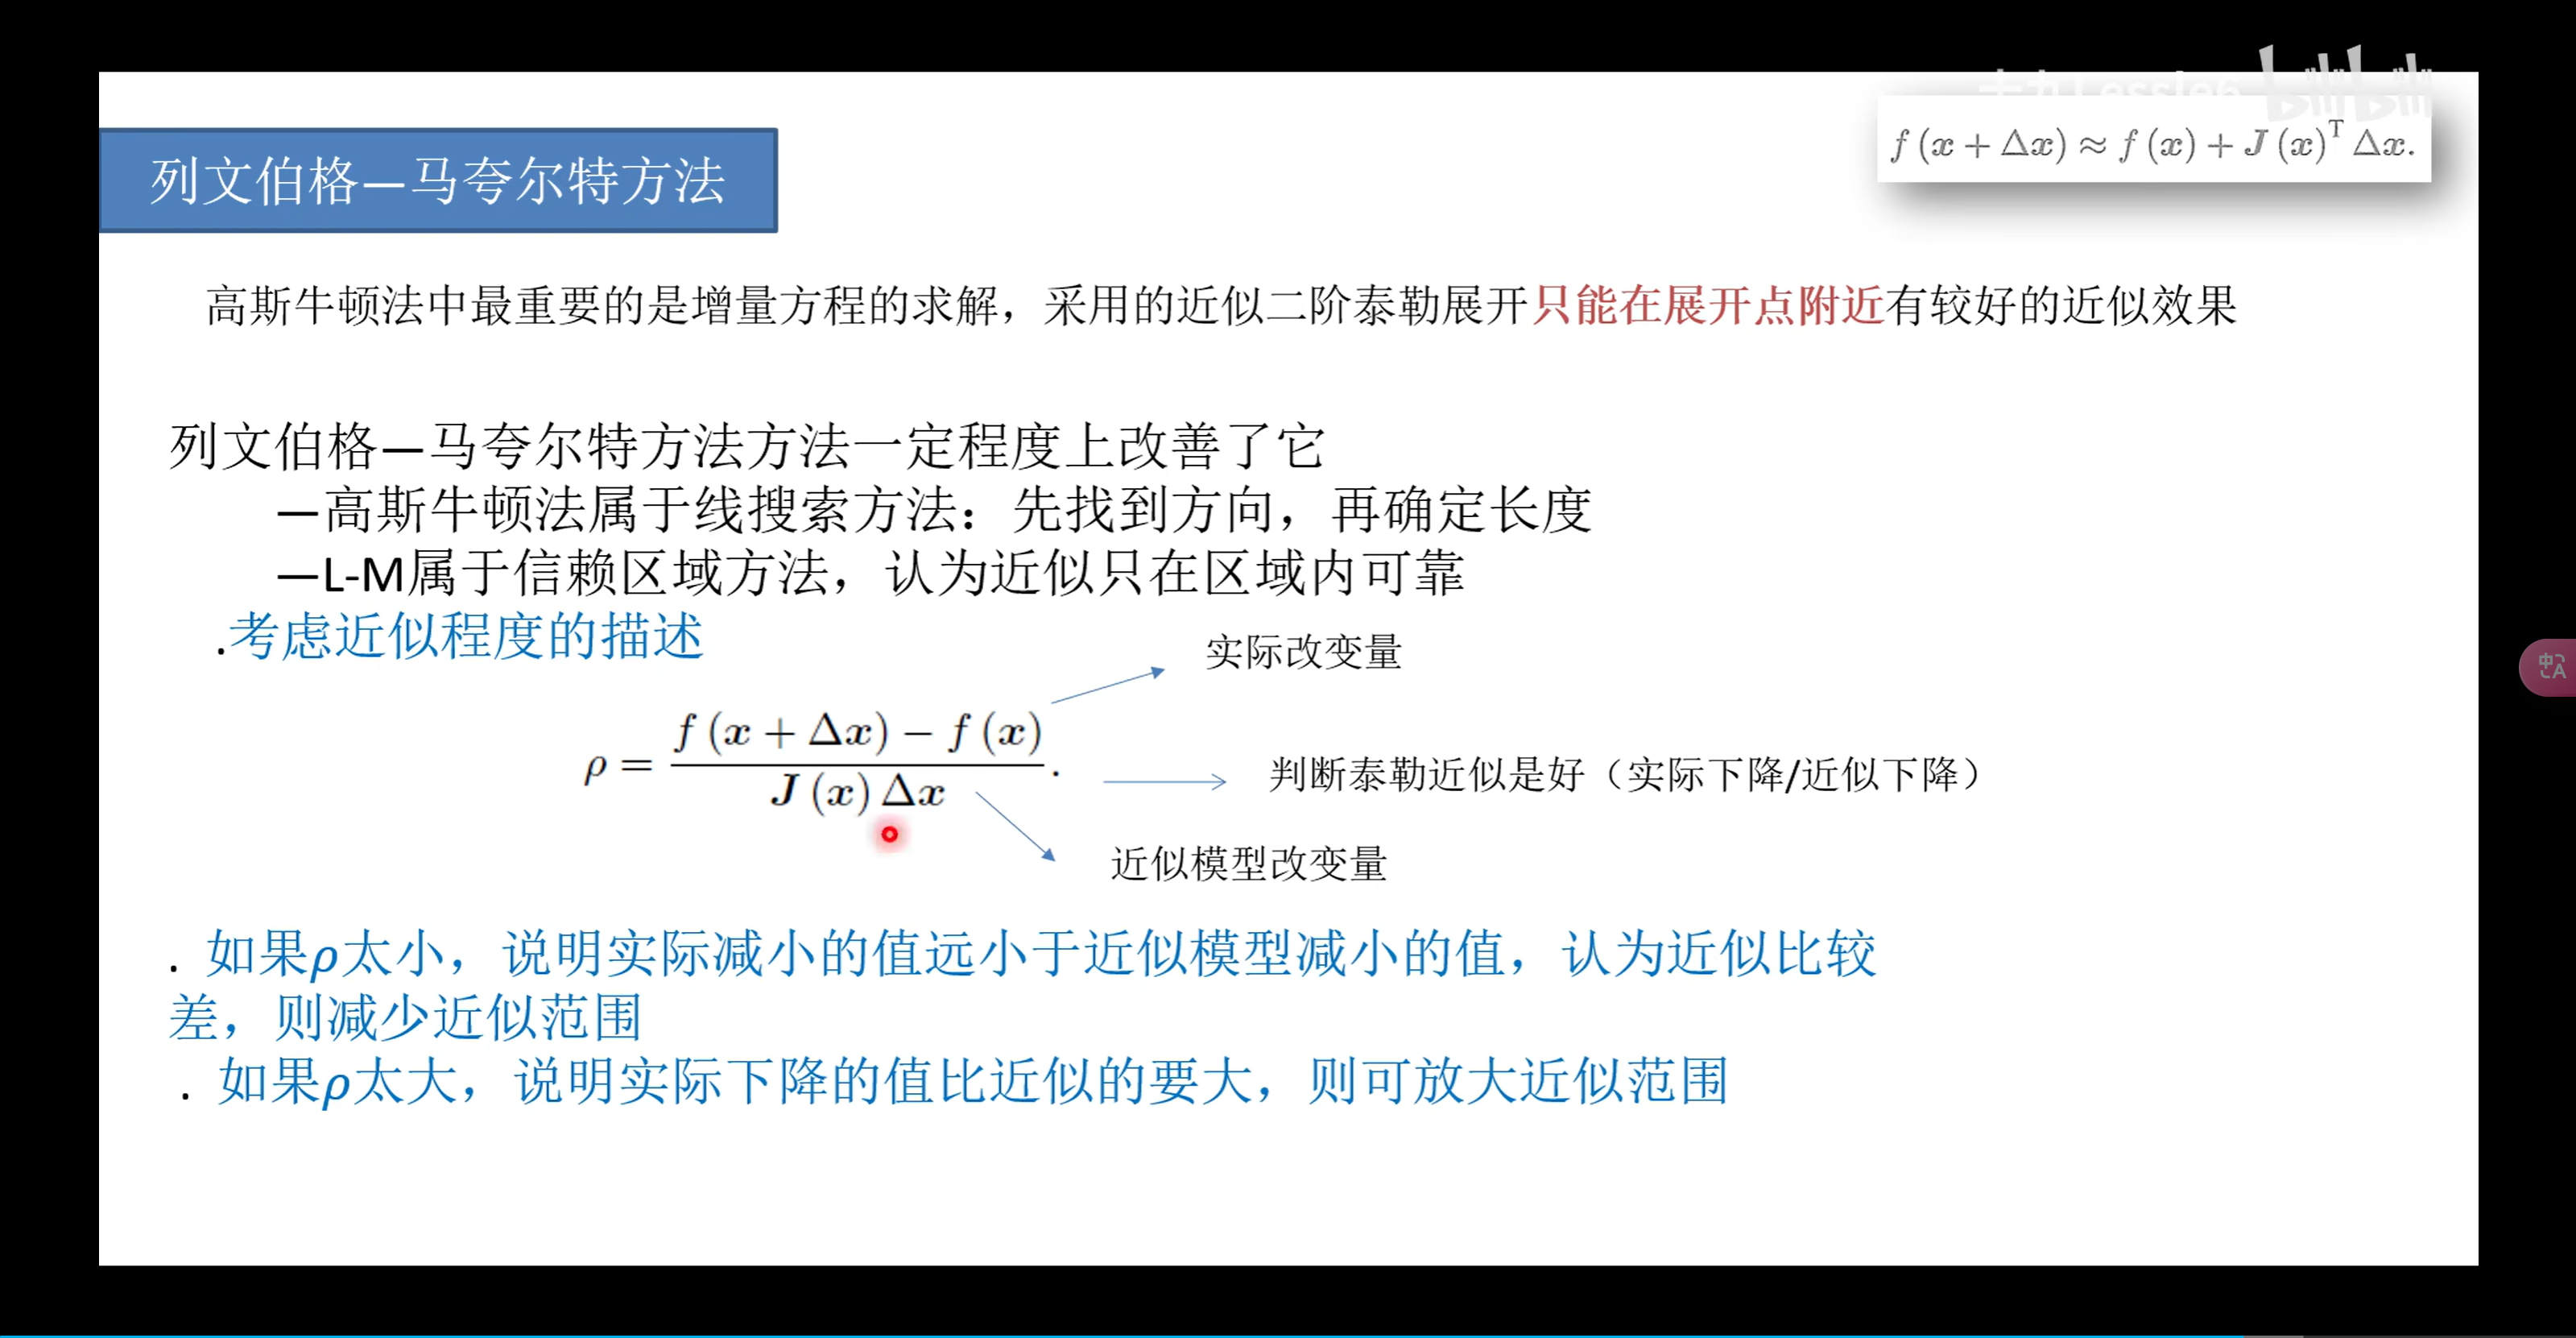 bilibili
f (x + Δx) ≈ f (x) + J (x)ᵀ Δx.
列文伯格—马夸尔特方法
高斯牛顿法中最重要的是增量方程的求解，采用的近似二阶泰勒展开只能在展开点附近有较好的近似效果
列文伯格—马夸尔特方法方法一定程度上改善了它
—高斯牛顿法属于线搜索方法：先找到方向，再确定长度
—L-M属于信赖区域方法，认为近似只在区域内可靠
.考虑近似程度的描述
实际改变量
ρ = \frac{f (x + Δx) − f (x)}{J (x) Δx}.
判断泰勒近似是好（实际下降/近似下降）
近似模型改变量
. 如果ρ太小，说明实际减小的值远小于近似模型减小的值，认为近似比较
差，则减少近似范围
. 如果ρ太大，说明实际下降的值比近似的要大，则可放大近似范围